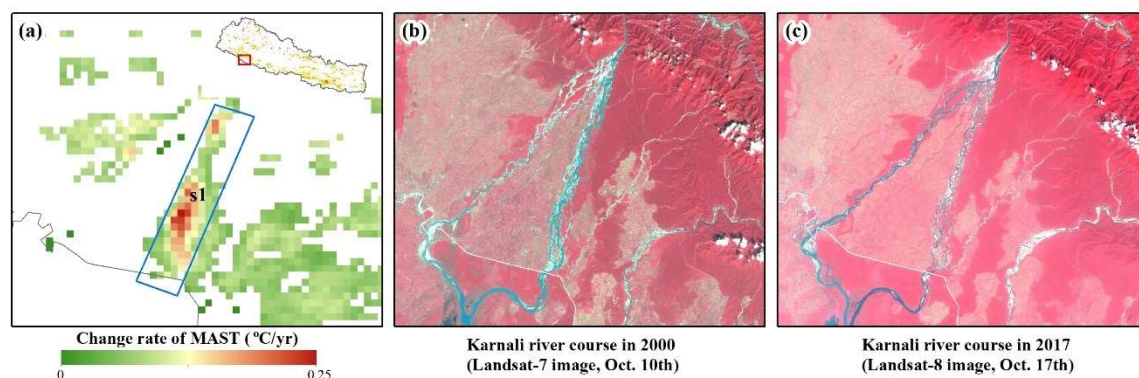 (a)
s1
Change rate of MAST (°C/yr)
0
0.25
(b)
Karnali river course in 2000
(Landsat-7 image, Oct. 10th)
(c)
Karnali river course in 2017
(Landsat-8 image, Oct. 17th)